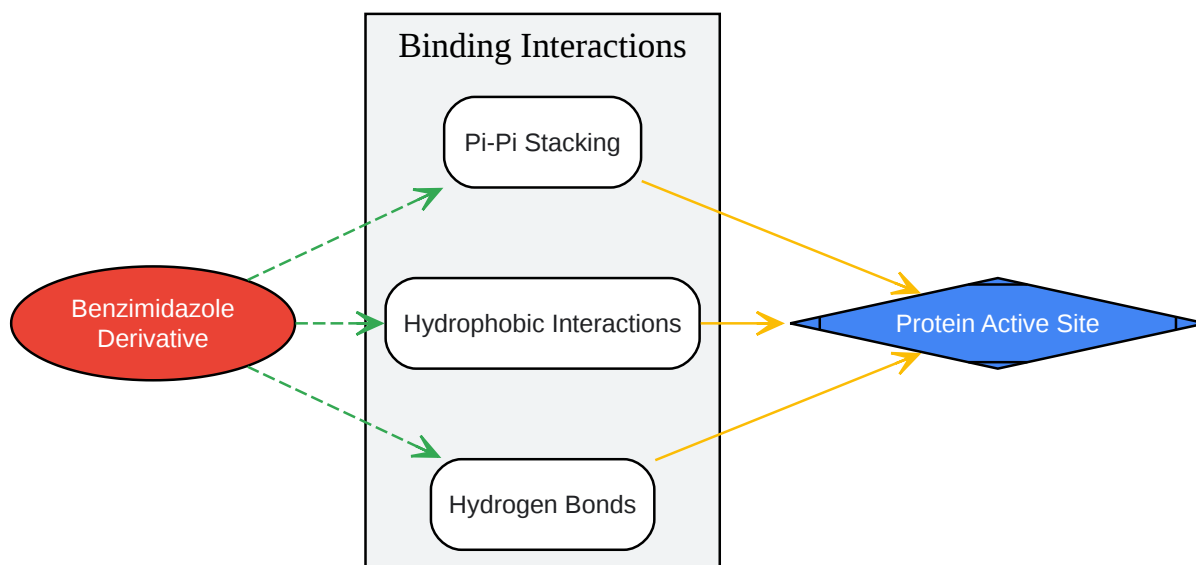 Binding Interactions
Pi-Pi Stacking
Benzimidazole
Derivative
Hydrophobic Interactions
Protein Active Site
Hydrogen Bonds